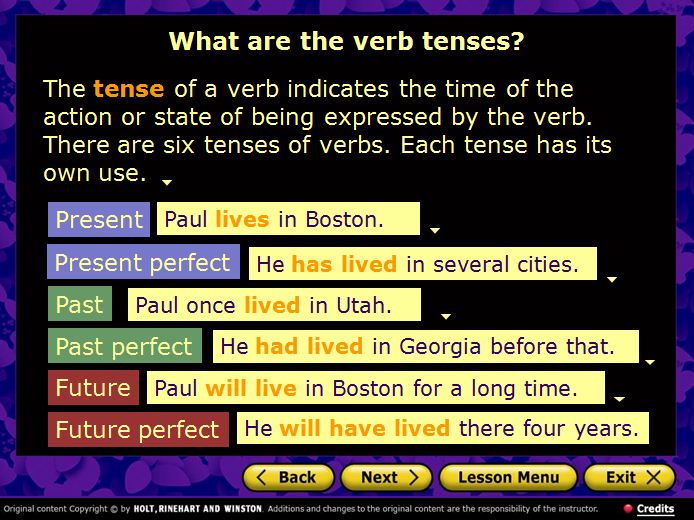 What are the verb tenses?
The tense of a verb indicates the time of the
action or state of being expressed by the verb.
There are six tenses of verbs. Each tense has its
own use.
Present Paul lives in Boston.
Present perfect He has lived in several cities.
Past Paul once lived in Utah.
Past perfect He had lived in Georgia before that.
Future Paul will live in Boston for a long time.
Future perfect He will have lived there four years.
Back Next Lesson Menu Exit
Original content Copyright © by HOLT, RINEHART AND WINSTON. Additions and changes to the original content are the responsibility of the instructor. Credits